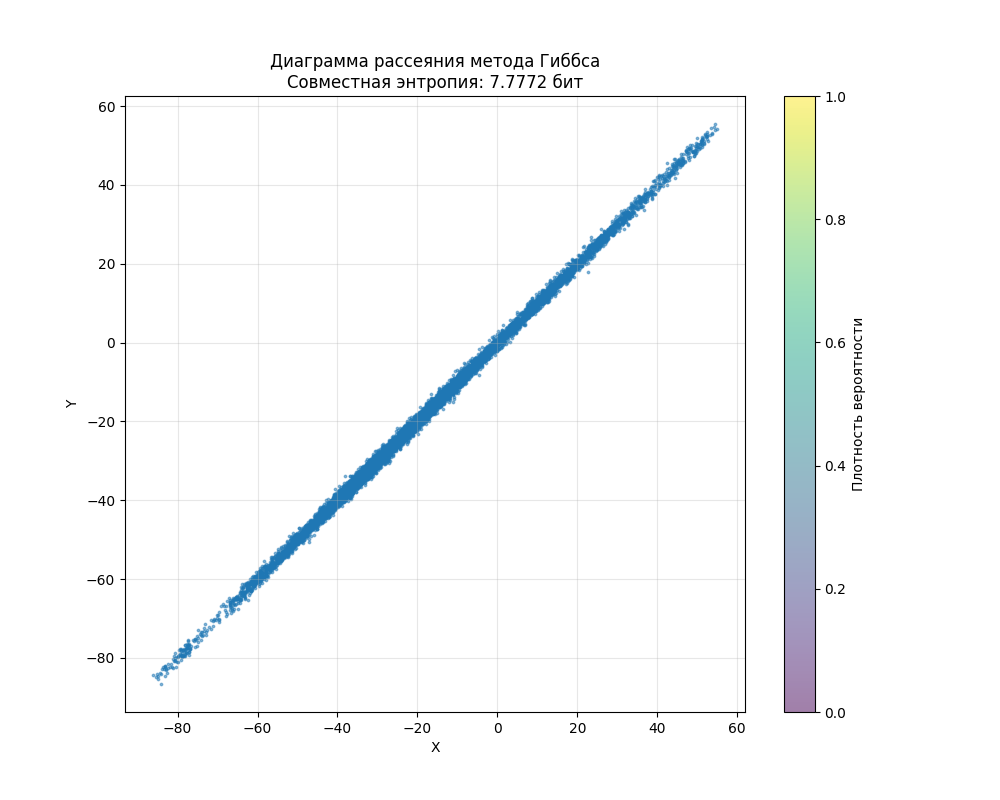 Диаграмма рассеяния метода Гиббса
Совместная энтропия: 7.7772 бит
60
40
20
0
−20
−40
−60
−80
Y
−80 −60 −40 −20 0 20 40 60
X
1.0
0.8
0.6
0.4
0.2
0.0
Плотность вероятности